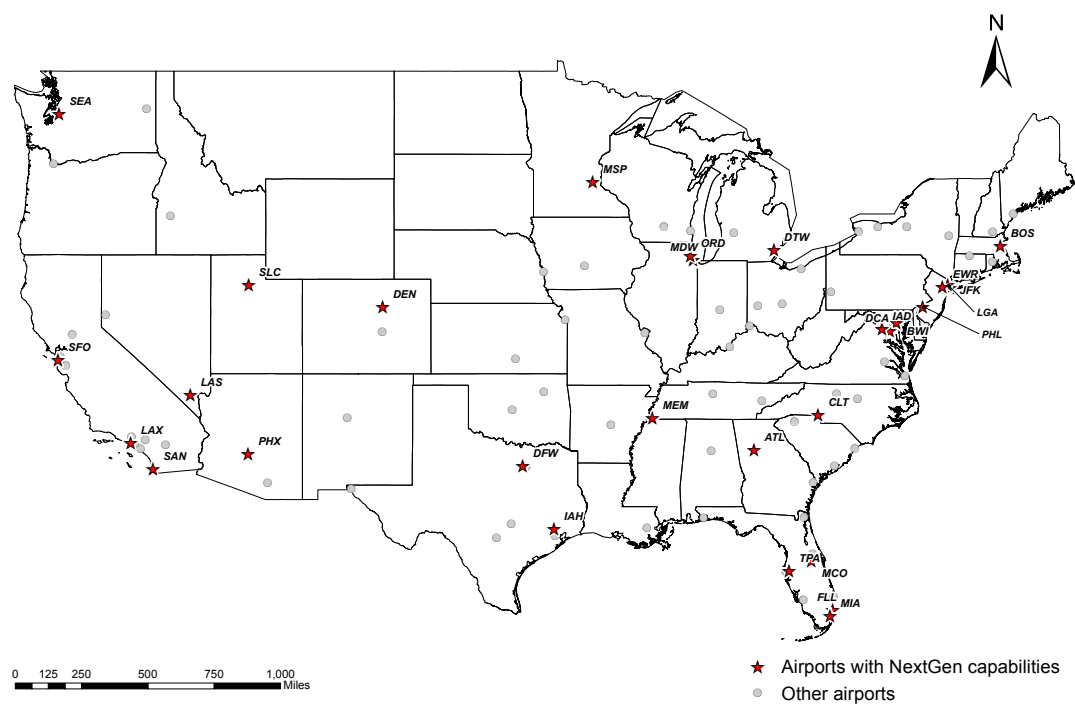 N
SEA
MSP
BOS
MDW ORD
DTW
SLC
EWR
JFK
DEN
LGA
DCA IAD
BWI
PHL
SFO
LAS
MEM
CLT
LAX
PHX
SAN
ATL
DFW
IAH
TPA
MCO
FLL
MIA
0 125 250 500 750 1,000
Miles
Airports with NextGen capabilities
Other airports